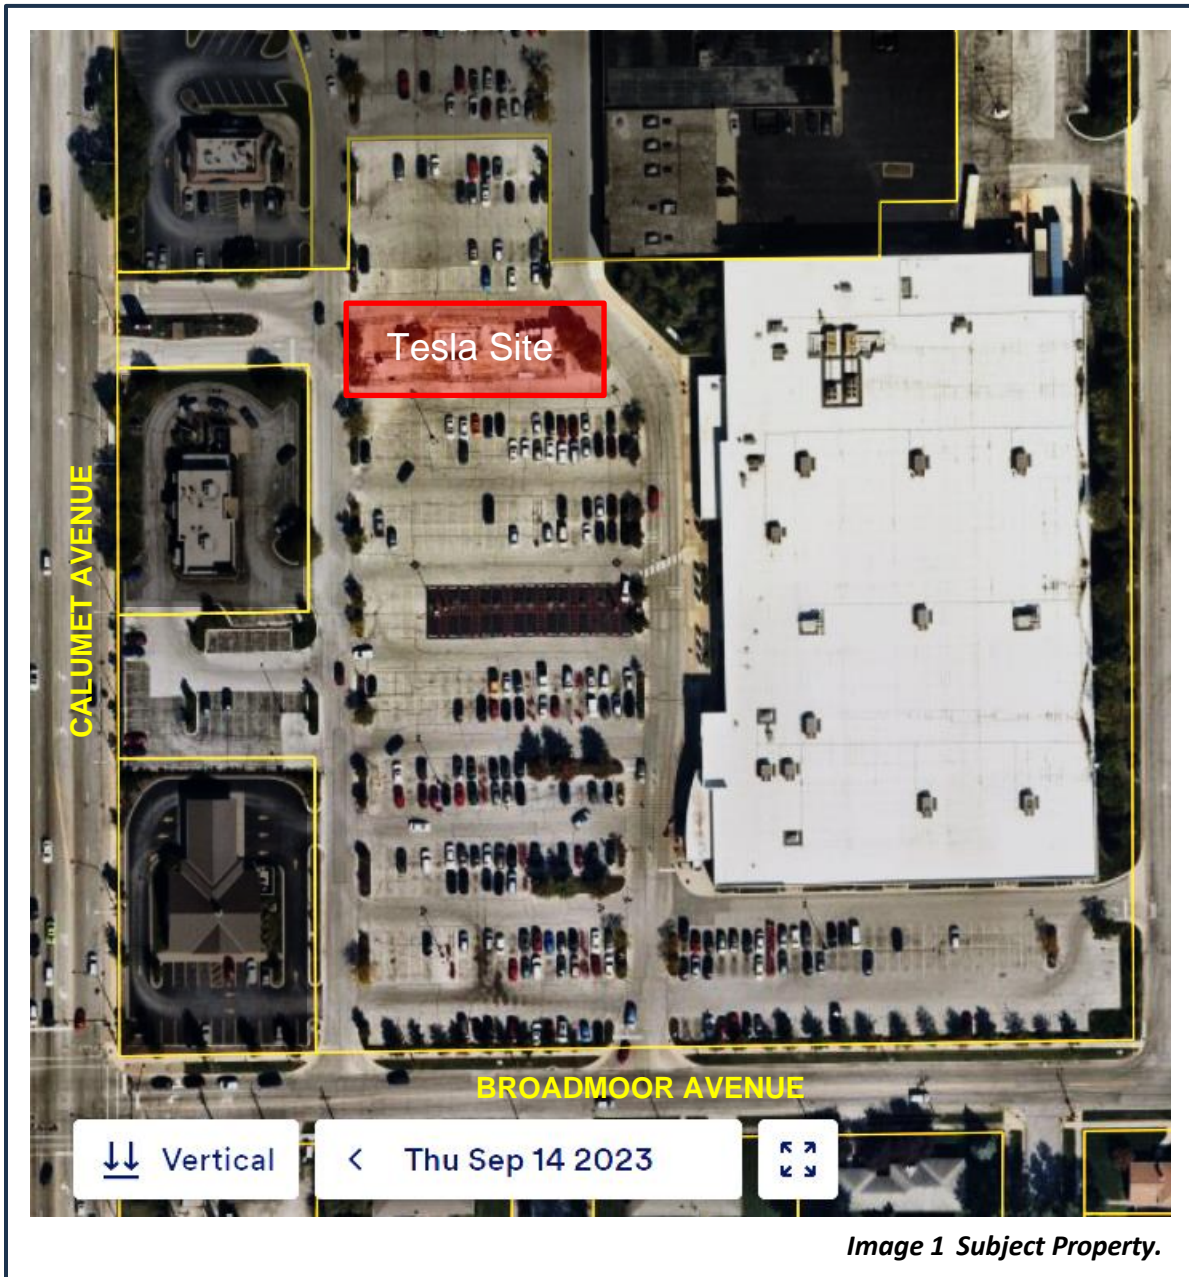 Tesla Site
CALUMET AVENUE
BROADMOOR AVENUE
Vertical
Thu Sep 14 2023
Image 1 Subject Property.